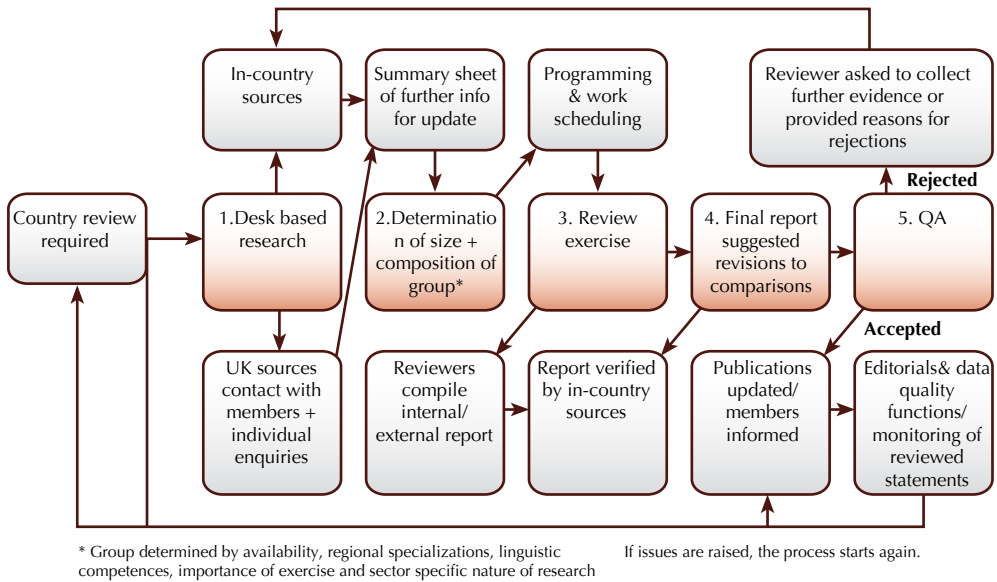 In-country
sources
Summary sheet
of further info
for update
Programming
& work
scheduling
Reviewer asked to collect
further evidence or
provided reasons for
rejections
Rejected
Country review
required
1.Desk based
research
2.Determinatio
n of size +
composition of
group*
3. Review
exercise
4. Final report
suggested
revisions to
comparisons
5. QA
Accepted
UK sources
contact with
members +
individual
enquiries
Reviewers
compile
internal/
external report
Report verified
by in-country
sources
Publications
updated/
members
informed
Editorials& data
quality
functions/
monitoring of
reviewed
statements
* Group determined by availability, regional specializations, linguistic
competences, importance of exercise and sector specific nature of research
If issues are raised, the process starts again.